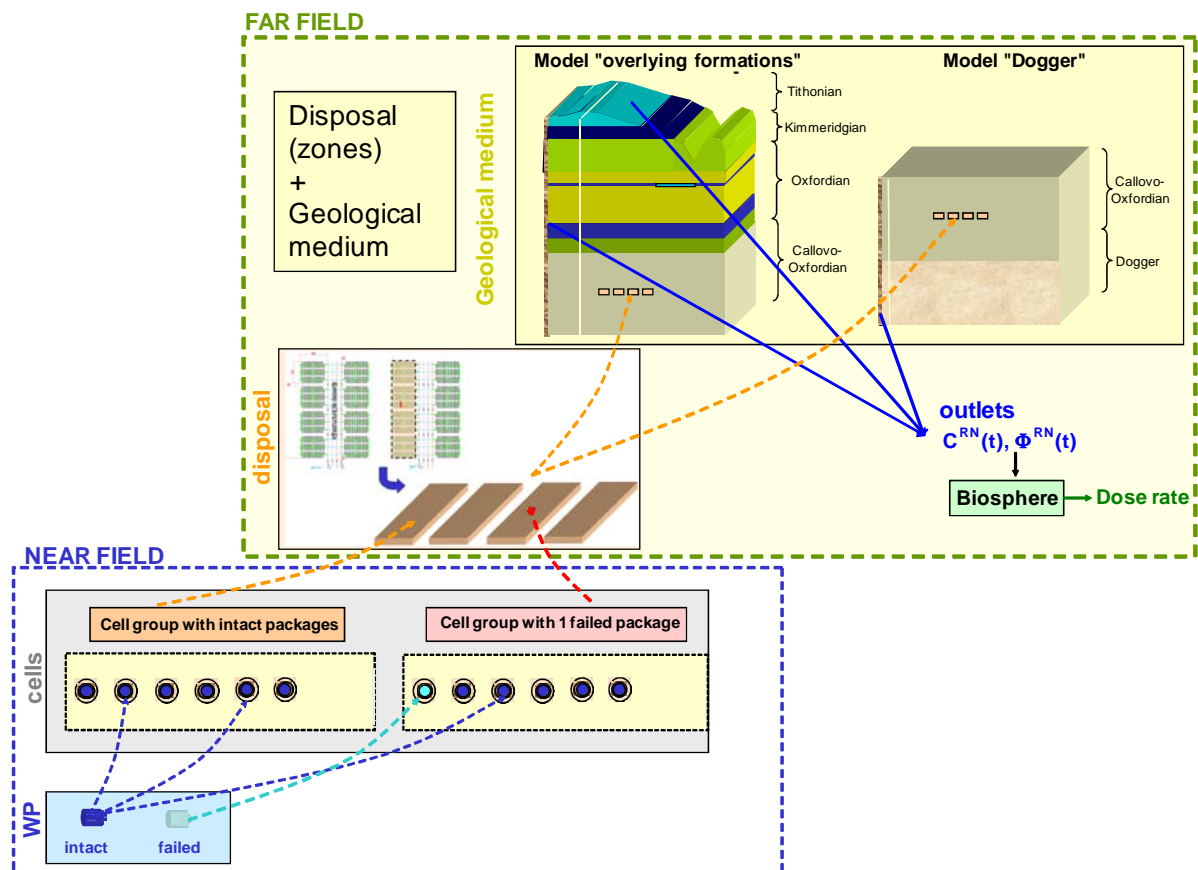 FAR FIELD
Disposal
(zones)
+
Geological
medium
Geological medium
Model "overlying formations"
Tithonian
Kimmeridgian
Oxfordian
Callovo-
Oxfordian
Model "Dogger"
Callovo-
Oxfordian
Dogger
disposal
outlets
C^RN(t), Φ^RN(t)
Biosphere
Dose rate
NEAR FIELD
cells
Cell group with intact packages
Cell group with 1 failed package
WP
intact
failed